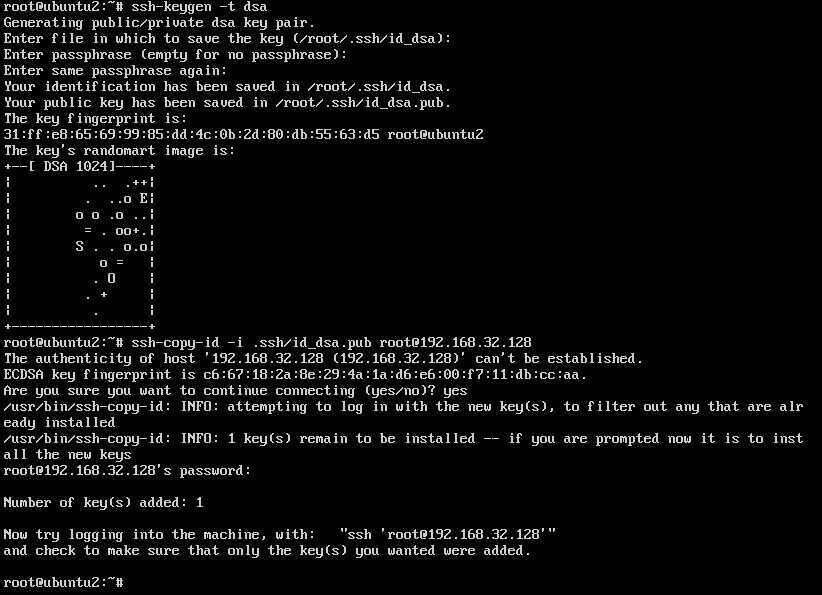 root@ubuntu2:~# ssh-keygen -t dsa
Generating public/private dsa key pair.
Enter file in which to save the key (/root/.ssh/id_dsa):
Enter passphrase (empty for no passphrase):
Enter same passphrase again:
Your identification has been saved in /root/.ssh/id_dsa.
Your public key has been saved in /root/.ssh/id_dsa.pub.
The key fingerprint is:
31:ff:e8:65:69:99:85:dd:4c:0b:2d:80:db:55:63:d5 root@ubuntu2
The key's randomart image is:
+--[ DSA 1024]----+
|          ..  .++|
|         .  ..o E|
|        o o .o ..|
|         = . oo+.|
|        S . . o.o|
|           o =   |
|          . O    |
|         . +     |
|          .      |
+-----------------+
root@ubuntu2:~# ssh-copy-id -i .ssh/id_dsa.pub root@192.168.32.128
The authenticity of host '192.168.32.128 (192.168.32.128)' can't be established.
ECDSA key fingerprint is c6:67:18:2a:8e:29:4a:1a:d6:e6:00:f7:11:db:cc:aa.
Are you sure you want to continue connecting (yes/no)? yes
/usr/bin/ssh-copy-id: INFO: attempting to log in with the new key(s), to filter out any that are alr
eady installed
/usr/bin/ssh-copy-id: INFO: 1 key(s) remain to be installed -- if you are prompted now it is to inst
all the new keys
root@192.168.32.128's password:
Number of key(s) added: 1
Now try logging into the machine, with:   "ssh 'root@192.168.32.128'"
and check to make sure that only the key(s) you wanted were added.
root@ubuntu2:~#